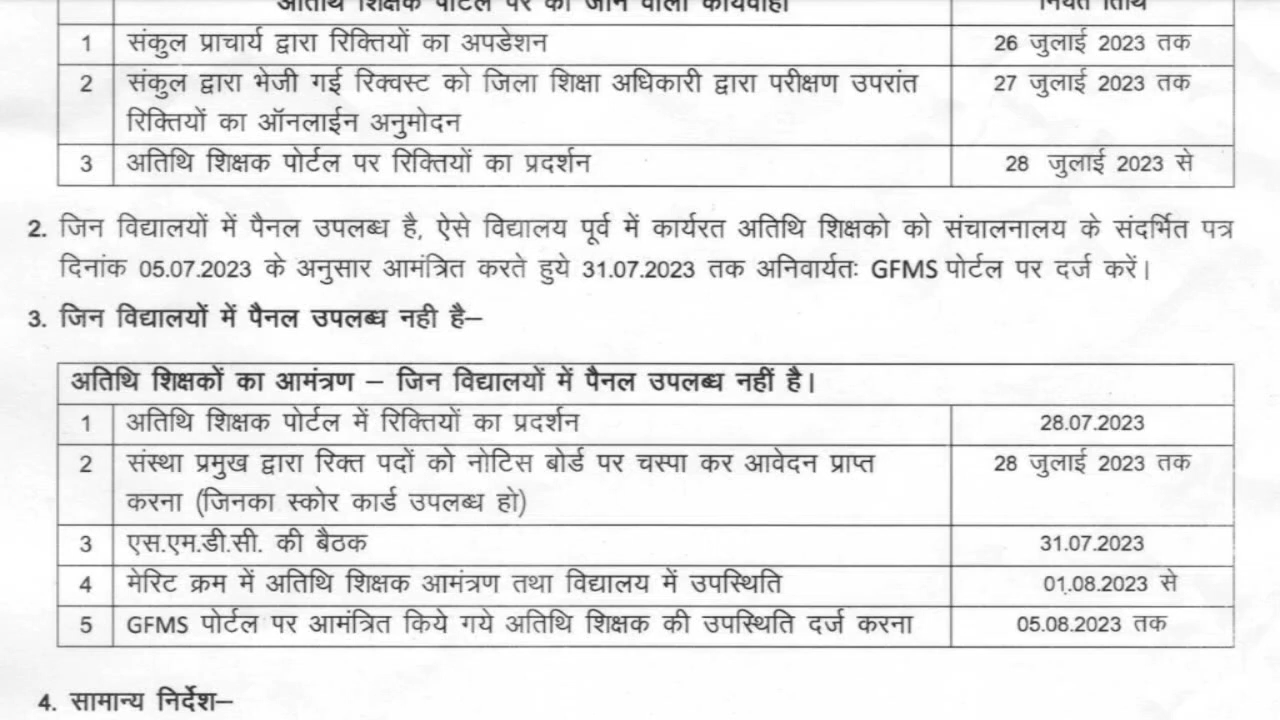 अतिथि शिक्षक पोर्टल पर की जाने वाली कार्यवाही नियत तिथि
1 संकुल प्राचार्य द्वारा रिक्तियों का अपडेशन 26 जुलाई 2023 तक
2 संकुल द्वारा भेजी गई रिक्वस्ट को जिला शिक्षा अधिकारी द्वारा परीक्षण उपरांत 27 जुलाई 2023 तक
रिक्तियों का ऑनलाईन अनुमोदन
3 अतिथि शिक्षक पोर्टल पर रिक्तियों का प्रदर्शन 28 जुलाई 2023 से
2. जिन विद्यालयों में पैनल उपलब्ध है, ऐसे विद्यालय पूर्व में कार्यरत अतिथि शिक्षको को संचालनालय के संदर्भित पत्र
दिनांक 05.07.2023 के अनुसार आमंत्रित करते हुये 31.07.2023 तक अनिवार्यतः GFMS पोर्टल पर दर्ज करें।
3. जिन विद्यालयों में पैनल उपलब्ध नही है–
अतिथि शिक्षकों का आमंत्रण – जिन विद्यालयों में पैनल उपलब्ध नहीं है।
1 अतिथि शिक्षक पोर्टल में रिक्तियों का प्रदर्शन 28.07.2023
2 संस्था प्रमुख द्वारा रिक्त पदों को नोटिस बोर्ड पर चस्पा कर आवेदन प्राप्त 28 जुलाई 2023 तक
करना (जिनका स्कोर कार्ड उपलब्ध हो)
3 एस.एम.डी.सी. की बैठक 31.07.2023
4 मेरिट क्रम में अतिथि शिक्षक आमंत्रण तथा विद्यालय में उपस्थिति 01.08.2023 से
5 GFMS पोर्टल पर आमंत्रित किये गये अतिथि शिक्षक की उपस्थिति दर्ज करना 05.08.2023 तक
4. सामान्य निर्देश–